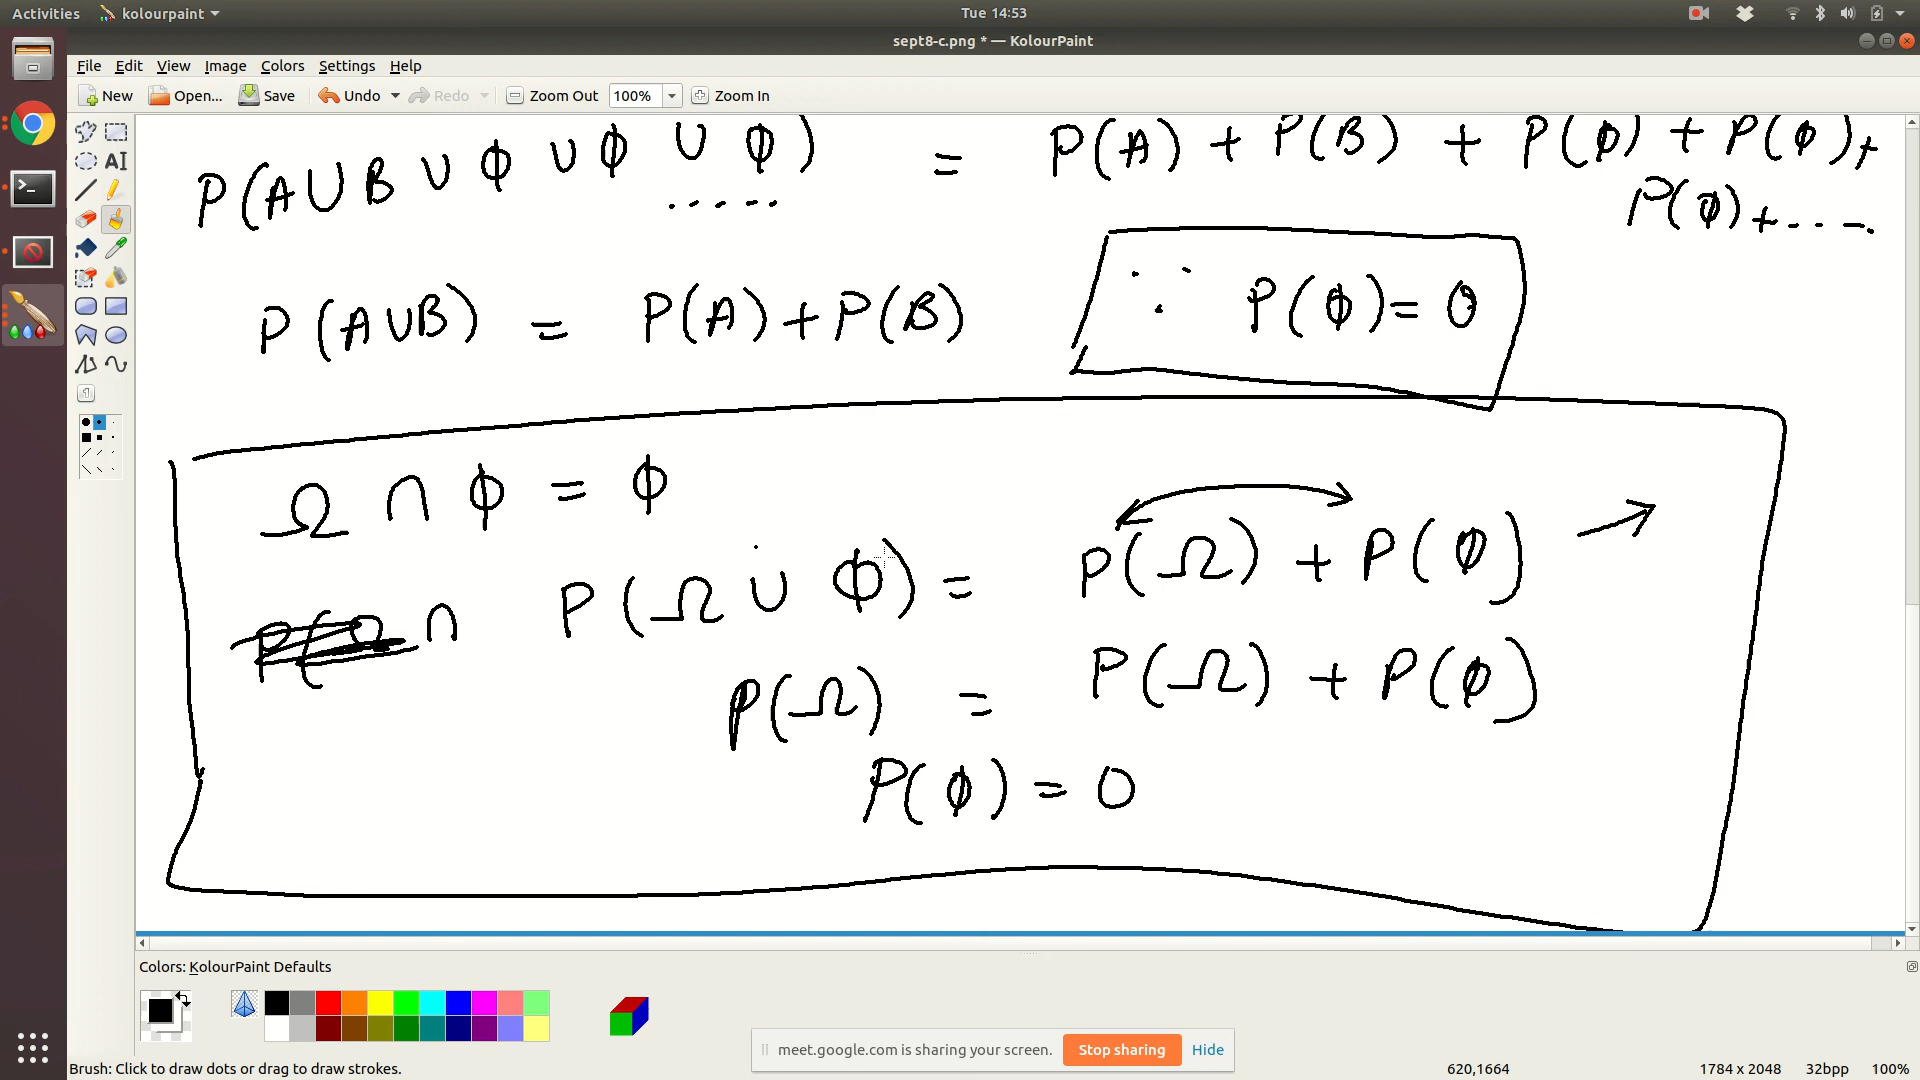 Activities kolourpaint Tue 14:53
sept8-c.png * — KolourPaint
File Edit View Image Colors Settings Help
New Open... Save Undo Redo Zoom Out 100% Zoom In
P(A∪B ∪ ϕ ∪ ϕ ∪ ϕ) = P(A) + P(B) + P(ϕ) + P(ϕ) +
..... P(ϕ) + ....
P(A∪B) = P(A) + P(B) ∵ P(ϕ) = 0
Ω ∩ ϕ = ϕ
P(Ω ∪̇ ϕ) = P(Ω) + P(ϕ) →
P(Ω ∩
P(Ω) = P(Ω) + P(ϕ)
P(ϕ) = 0
Colors: KolourPaint Defaults
meet.google.com is sharing your screen. Stop sharing Hide
Brush: Click to draw dots or drag to draw strokes. 620,1664 1784 x 2048 32bpp 100%